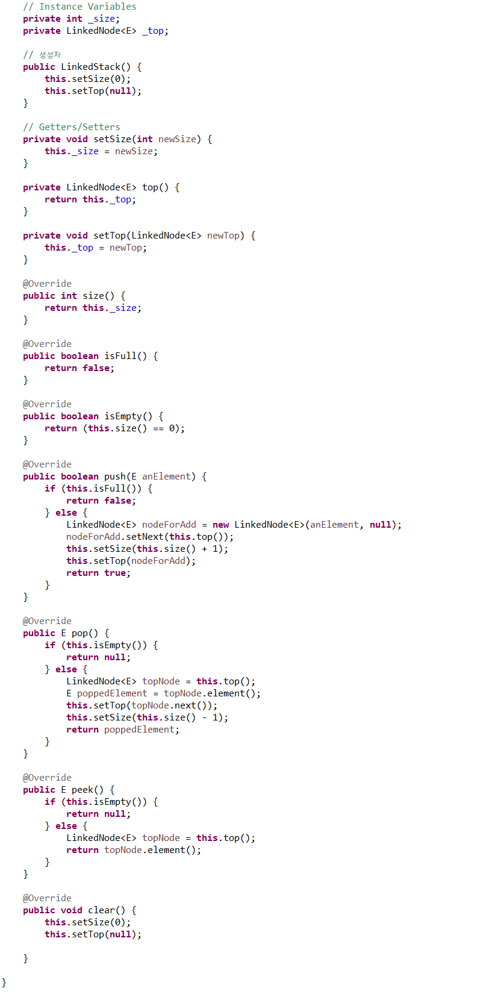 // Instance Variables
private int _size;
private LinkedNode<E> _top;
// 생성자
public LinkedStack() {
this.setSize(0);
this.setTop(null);
}
// Getters/Setters
private void setSize(int newSize) {
this._size = newSize;
}
private LinkedNode<E> top() {
return this._top;
}
private void setTop(LinkedNode<E> newTop) {
this._top = newTop;
}
@Override
public int size() {
return this._size;
}
@Override
public boolean isFull() {
return false;
}
@Override
public boolean isEmpty() {
return (this.size() == 0);
}
@Override
public boolean push(E anElement) {
if (this.isFull()) {
return false;
} else {
LinkedNode<E> nodeForAdd = new LinkedNode<E>(anElement, null);
nodeForAdd.setNext(this.top());
this.setSize(this.size() + 1);
this.setTop(nodeForAdd);
return true;
}
}
@Override
public E pop() {
if (this.isEmpty()) {
return null;
} else {
LinkedNode<E> topNode = this.top();
E poppedElement = topNode.element();
this.setTop(topNode.next());
this.setSize(this.size() - 1);
return poppedElement;
}
}
@Override
public E peek() {
if (this.isEmpty()) {
return null;
} else {
LinkedNode<E> topNode = this.top();
return topNode.element();
}
}
@Override
public void clear() {
this.setSize(0);
this.setTop(null);
}
}